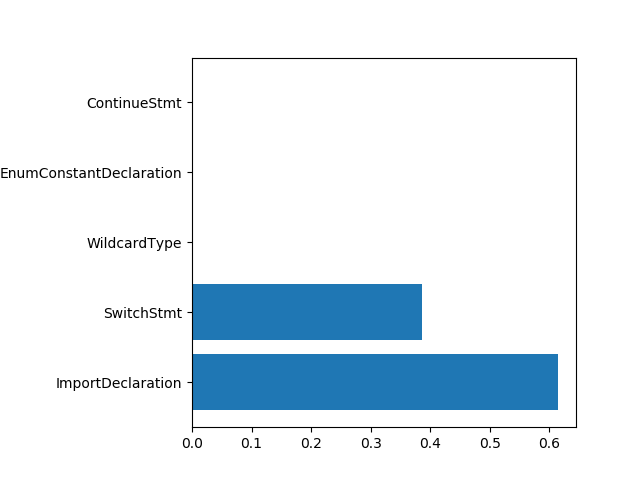 ContinueStmt
EnumConstantDeclaration
WildcardType
SwitchStmt
ImportDeclaration
0.0 0.1 0.2 0.3 0.4 0.5 0.6